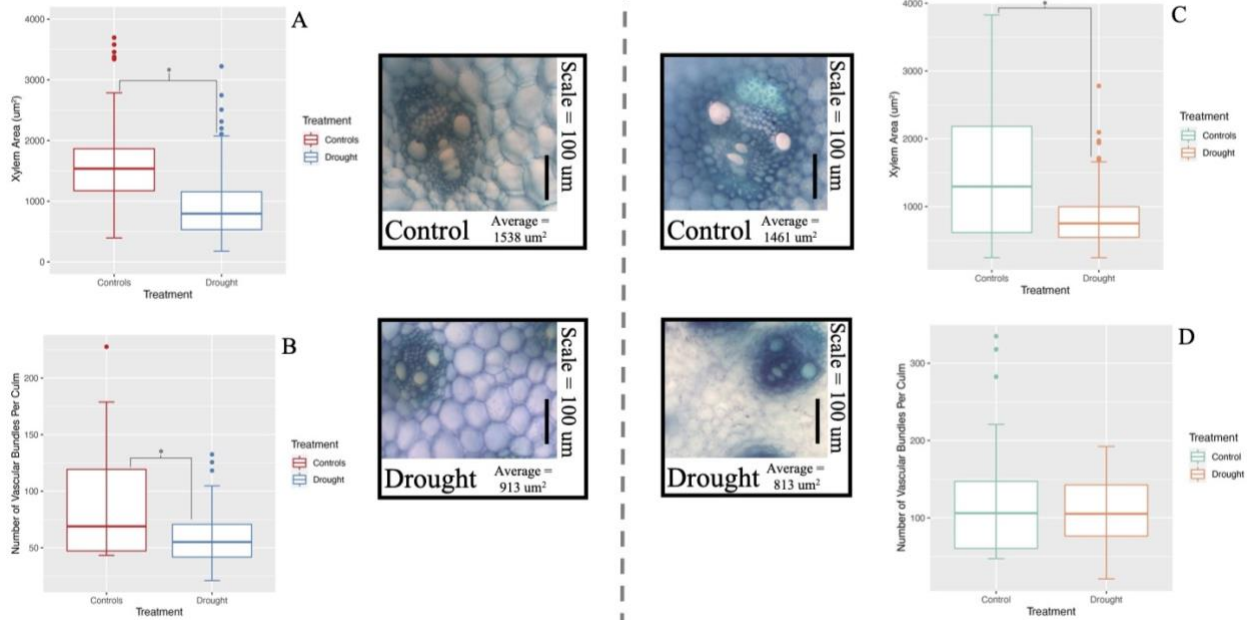 A
4000
3000
2000
1000
0
Xylem Area (um²)
*
Controls
Drought
Treatment
Treatment
Controls
Drought
B
200
150
100
50
Number of Vascular Bundles Per Culm
*
Controls
Drought
Treatment
Treatment
Controls
Drought
Scale = 100 um
Control
Average =
1538 um²
Scale = 100 um
Drought
Average =
913 um²
Scale = 100 um
Control
Average =
1461 um²
Scale = 100 um
Drought
Average =
813 um²
C
4000
3000
2000
1000
Xylem Area (um²)
*
Controls
Drought
Treatment
Treatment
Controls
Drought
D
300
200
100
Number of Vascular Bundles Per Culm
Control
Drought
Treatment
Treatment
Control
Drought